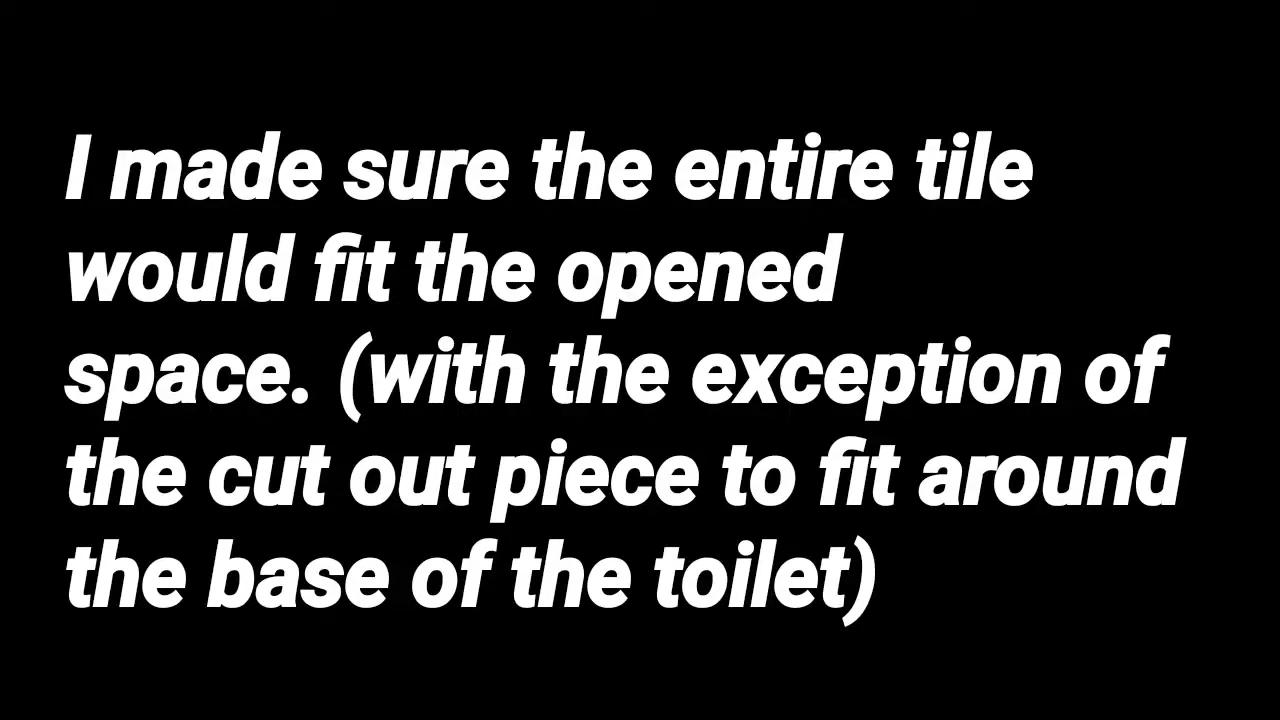 I made sure the entire tile
would fit the opened
space. (with the exception of
the cut out piece to fit around
the base of the toilet)